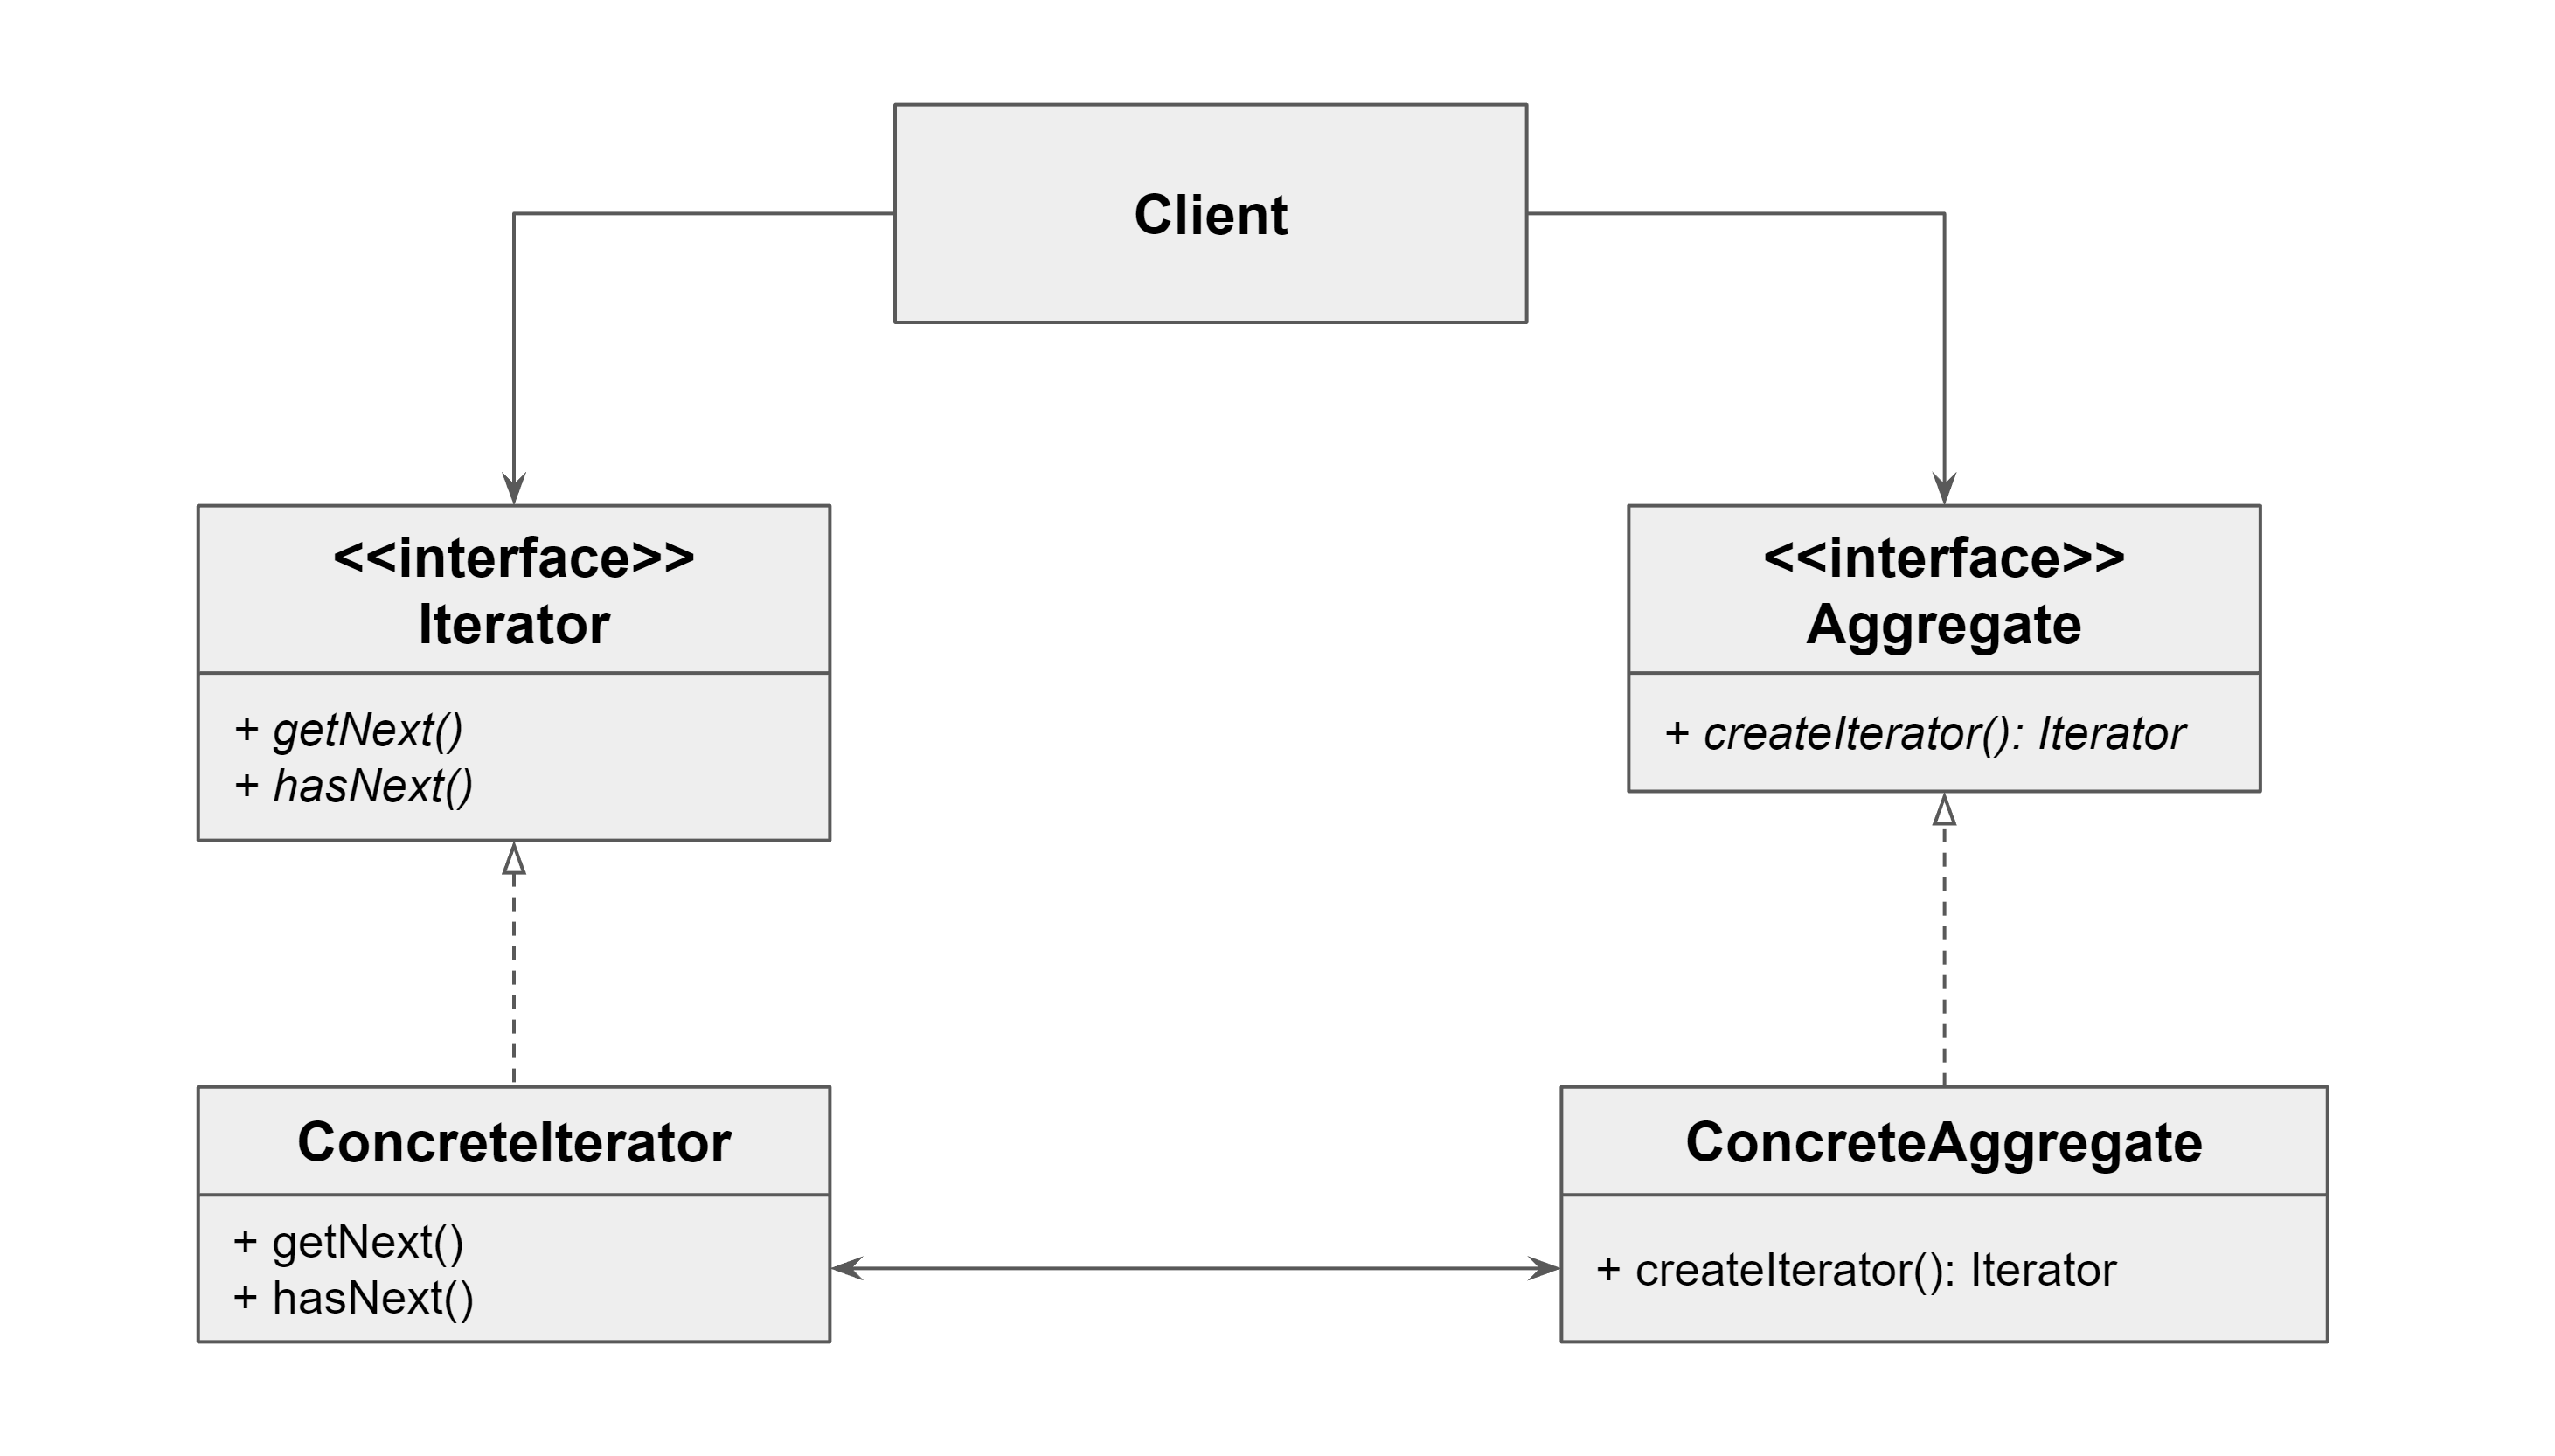 Client
<<interface>>
Iterator
+ getNext()
+ hasNext()
<<interface>>
Aggregate
+ createIterator(): Iterator
ConcreteIterator
+ getNext()
+ hasNext()
ConcreteAggregate
+ createIterator(): Iterator